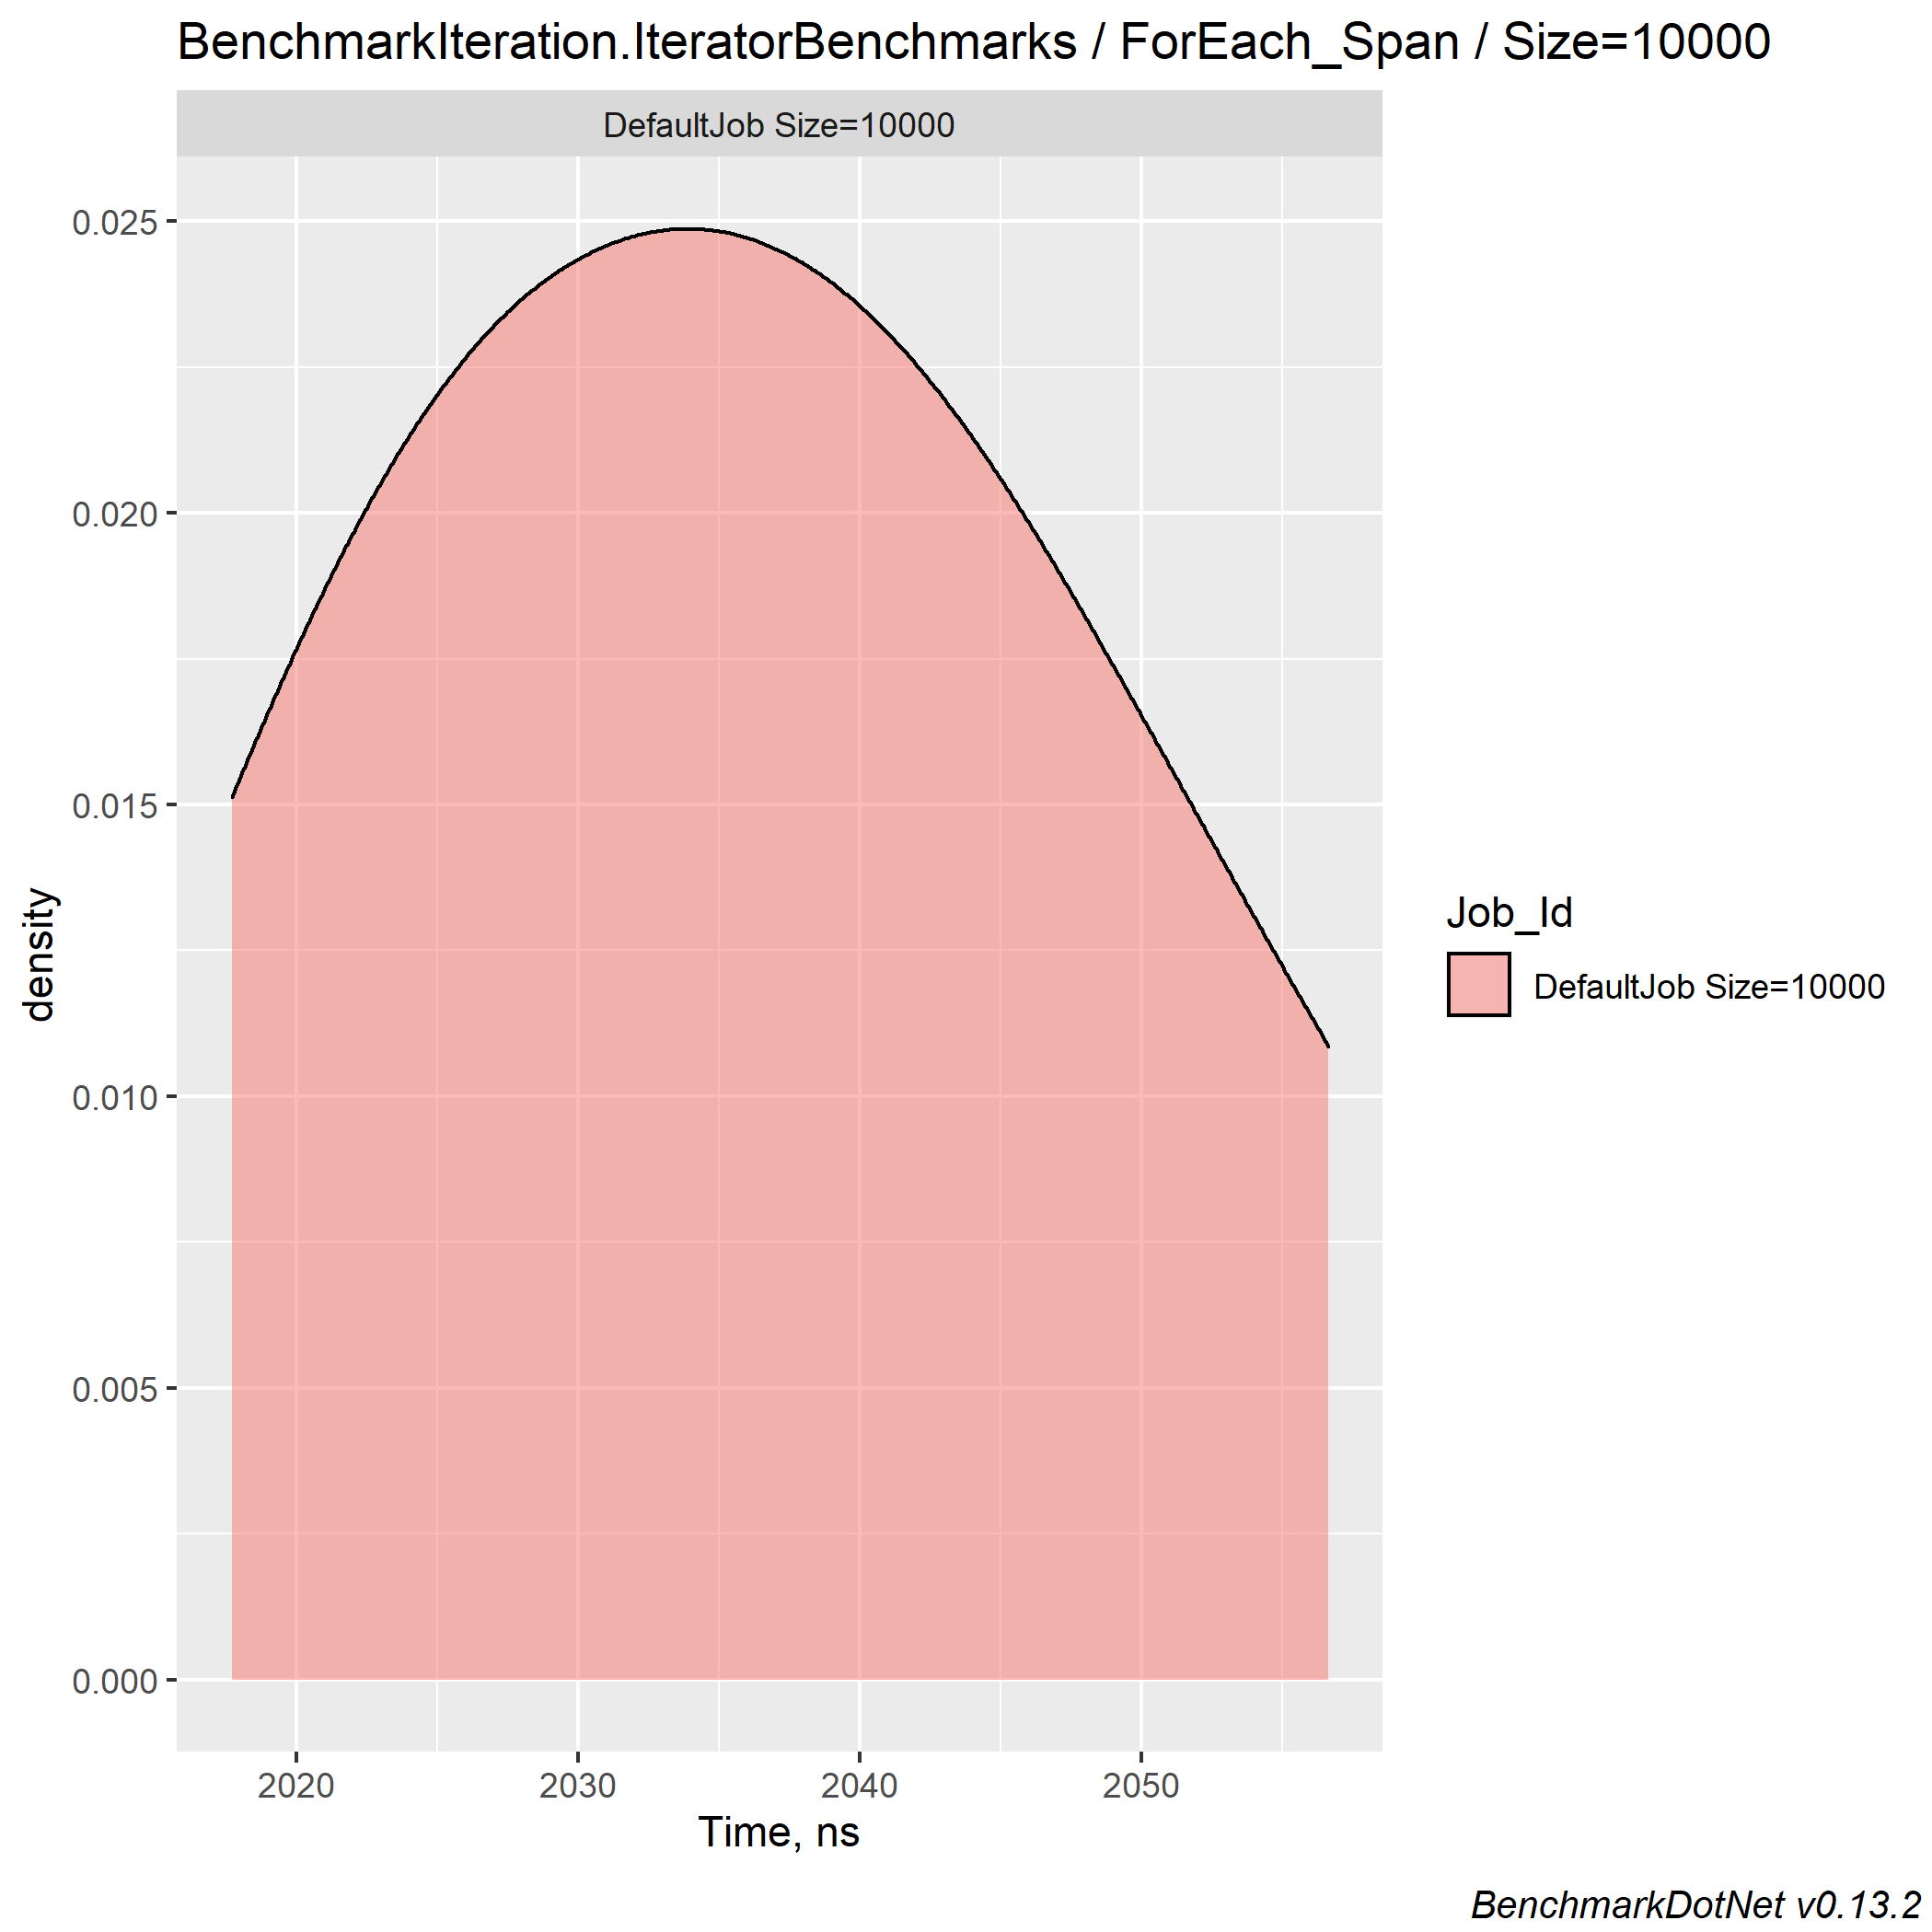 BenchmarkIteration.IteratorBenchmarks / ForEach_Span / Size=10000
DefaultJob Size=10000
0.025
0.020
0.015
0.010
0.005
0.000
density
2020
2030
2040
2050
Time, ns
Job_Id
DefaultJob Size=10000
BenchmarkDotNet v0.13.2